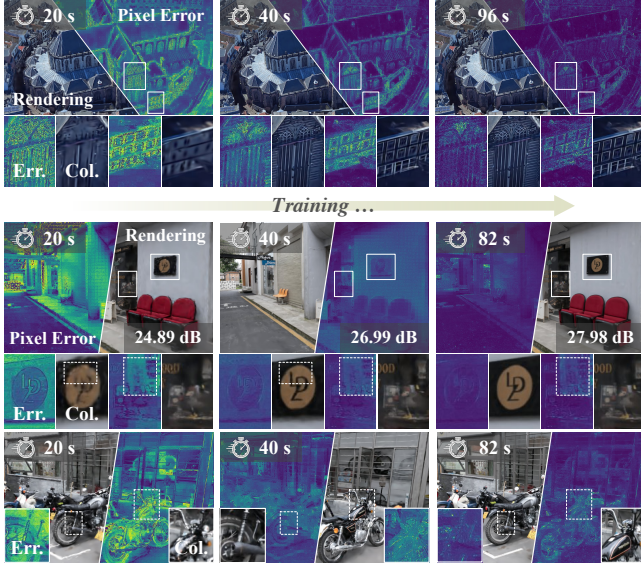 20 s
Pixel Error
40 s
96 s
Rendering
Err.
Col.
Training ...
20 s
Rendering
40 s
82 s
Pixel Error
24.89 dB
26.99 dB
27.98 dB
Err.
Col.
20 s
40 s
82 s
Err.
Col.